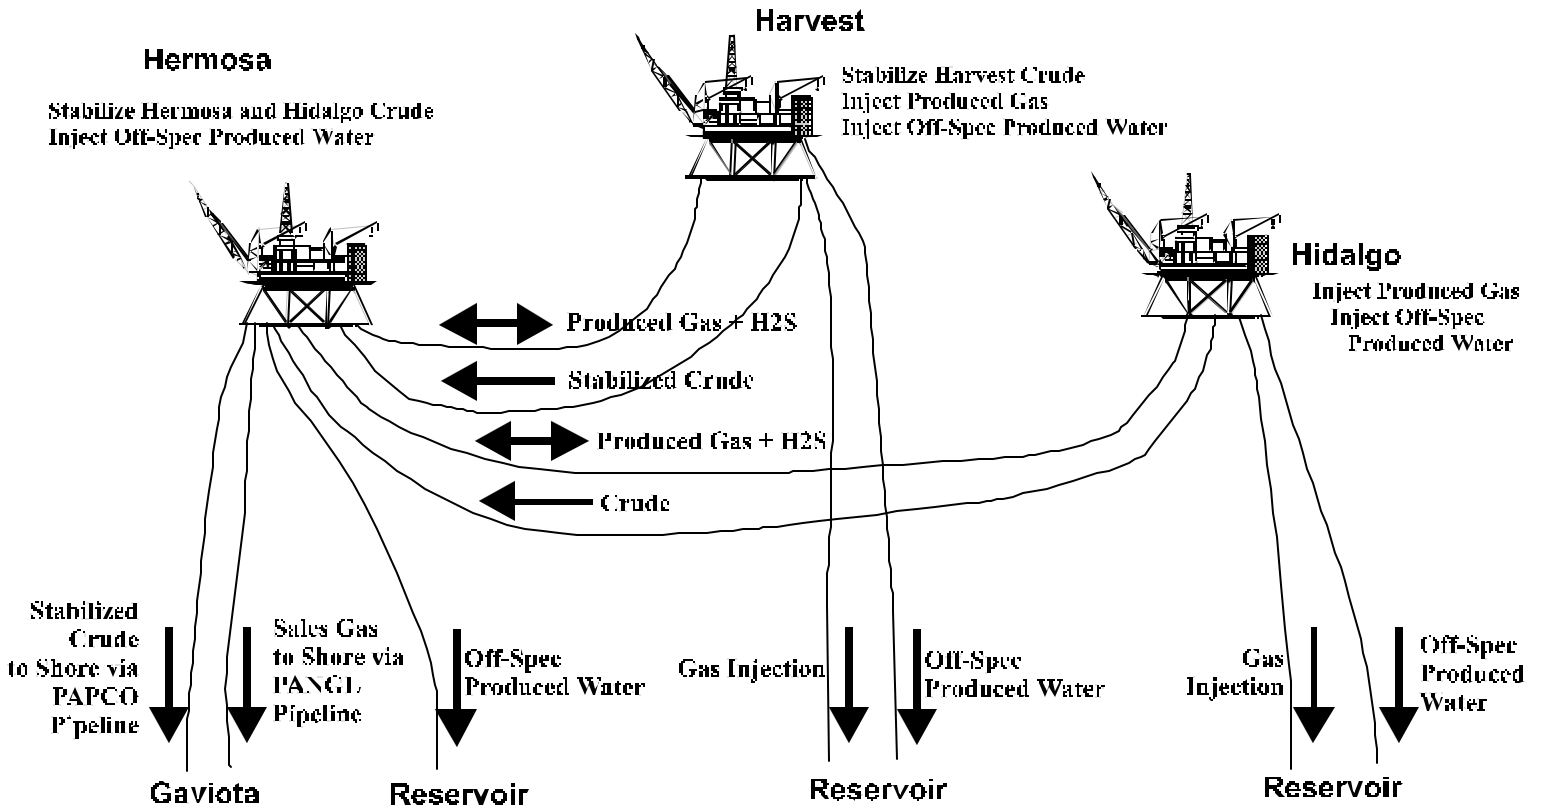 Harvest
Hermosa
Stabilize Harvest Crude
Inject Produced Gas
Inject Off-Spec Produced Water
Stabilize Hermosa and Hidalgo Crude
Inject Off-Spec Produced Water
Hidalgo
Inject Produced Gas
Inject Off-Spec
Produced Water
Produced Gas + H2S
Stabilized Crude
Produced Gas + H2S
Crude
Stabilized
Crude
to Shore via
PAPCO
Pipeline
Sales Gas
to Shore via
PANGL
Pipeline
Off-Spec
Produced Water
Gas Injection
Off-Spec
Produced Water
Gas
Injection
Off-Spec
Produced
Water
Gaviota
Reservoir
Reservoir
Reservoir